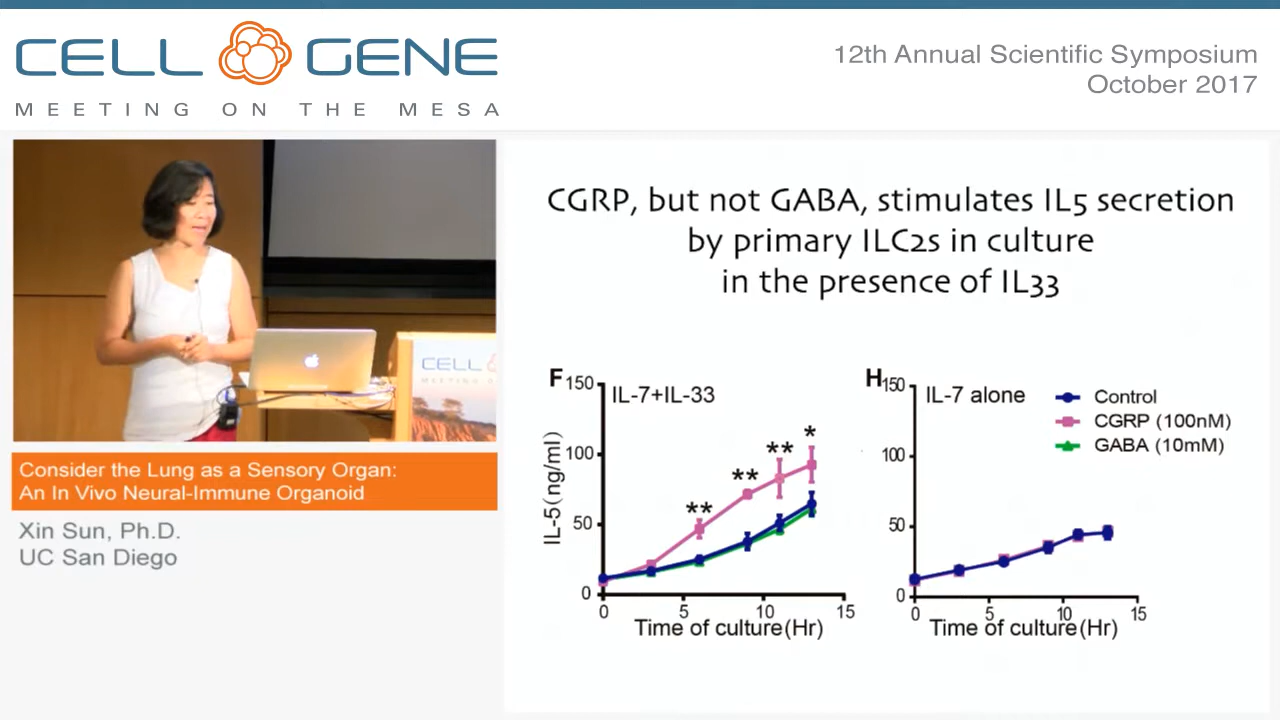 CELL GENE
MEETING ON THE MESA
12th Annual Scientific Symposium
October 2017
CELL
Consider the Lung as a Sensory Organ:
An In Vivo Neural-Immune Organoid
Xin Sun, Ph.D.
UC San Diego
CGRP, but not GABA, stimulates IL5 secretion
by primary ILC2s in culture
in the presence of IL33
F
IL-7+IL-33
IL-5(ng/ml)
150
100
50
0
** ** ** *
0 5 10 15
Time of culture(Hr)
H
IL-7 alone
150
100
50
0
0 5 10 15
Time of culture(Hr)
Control
CGRP (100nM)
GABA (10mM)